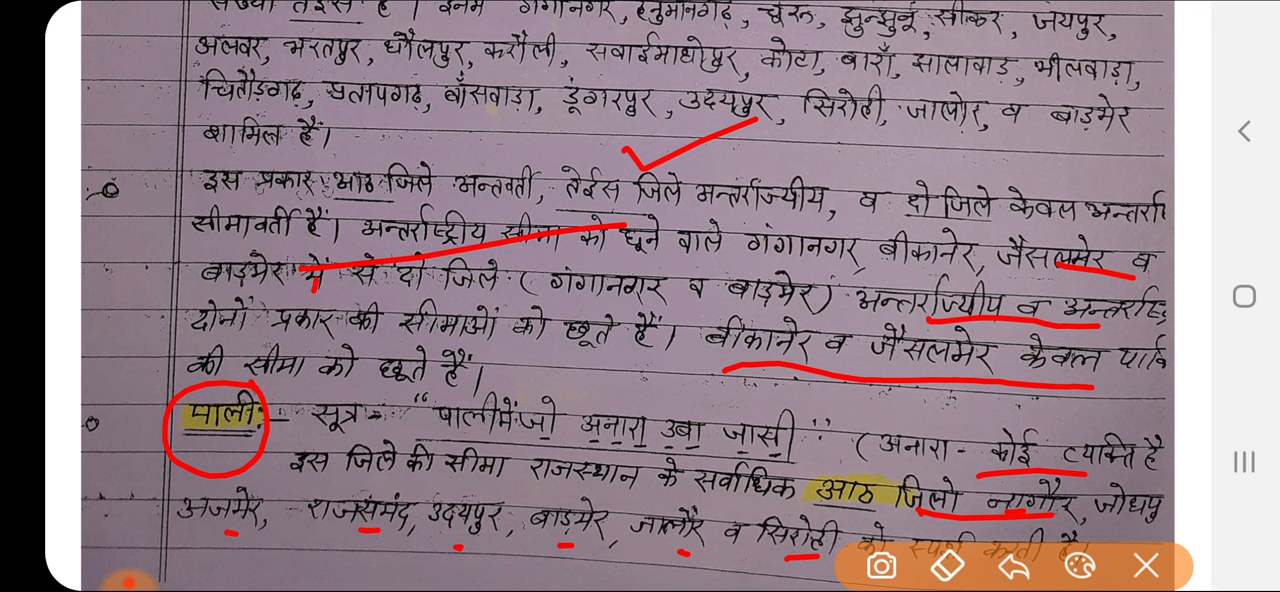 संख्या तेईस है। इनमें गंगानगर, हनुमानगढ़, चूरू, झुन्झुनूं, सीकर, जयपुर,
अलवर, भरतपुर, धौलपुर, करौली, सवाईमाधोपुर, कोटा, बाराँ, झालावाड़, भीलवाड़ा,
चितौड़गढ़, प्रतापगढ़, बाँसवाड़ा, डूंगरपुर, उदयपुर, सिरोही, जालोर, व बाड़मेर
शामिल हैं।
इस प्रकार आठ जिले अन्तवर्ती, तेईस जिले अन्तर्राज्यीय, व दो जिले केवल अन्तर्रा
सीमावर्ती हैं। अन्तर्राष्ट्रीय सीमा को छूने वाले गंगानगर, बीकानेर, जैसलमेर व
बाड़मेर में से दो जिले (गंगानगर व बाड़मेर) अन्तर्राज्यीय व अन्तर्रा
दोनों प्रकार की सीमाओं को छूते हैं। बीकानेर व जैसलमेर केवल पाकि
की सीमा को छूते हैं।
पाली:- सूत्र- "पालीमें जो अनारा उबा जासी" (अनारा- कोई व्यक्ति है
इस जिले की सीमा राजस्थान के सर्वाधिक आठ जिलों नागौर, जोधपु
अजमेर, राजसमंद, उदयपुर, बाड़मेर, जालौर व सिरोही को स्पर्श करती है।